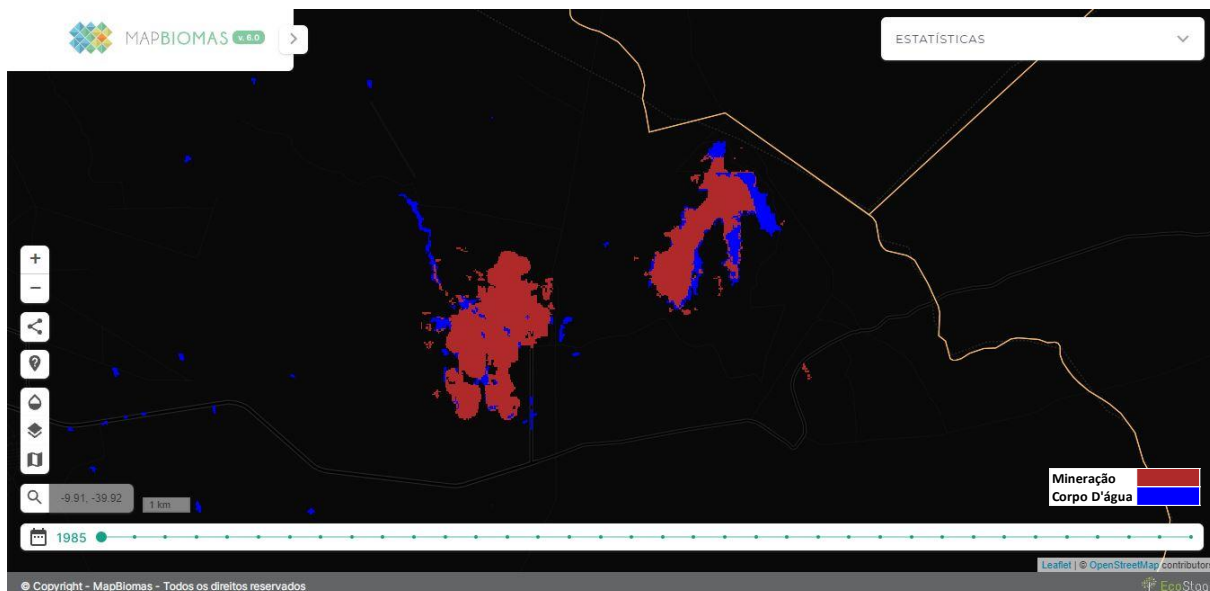 MAPBIOMAS v. 6.0
ESTATÍSTICAS
+
−
-9.91, -39.92
1 km
Mineração
Corpo D'água
1985
Leaflet | © OpenStreetMap contributors
© Copyright - MapBiomas - Todos os direitos reservados
EcoStag